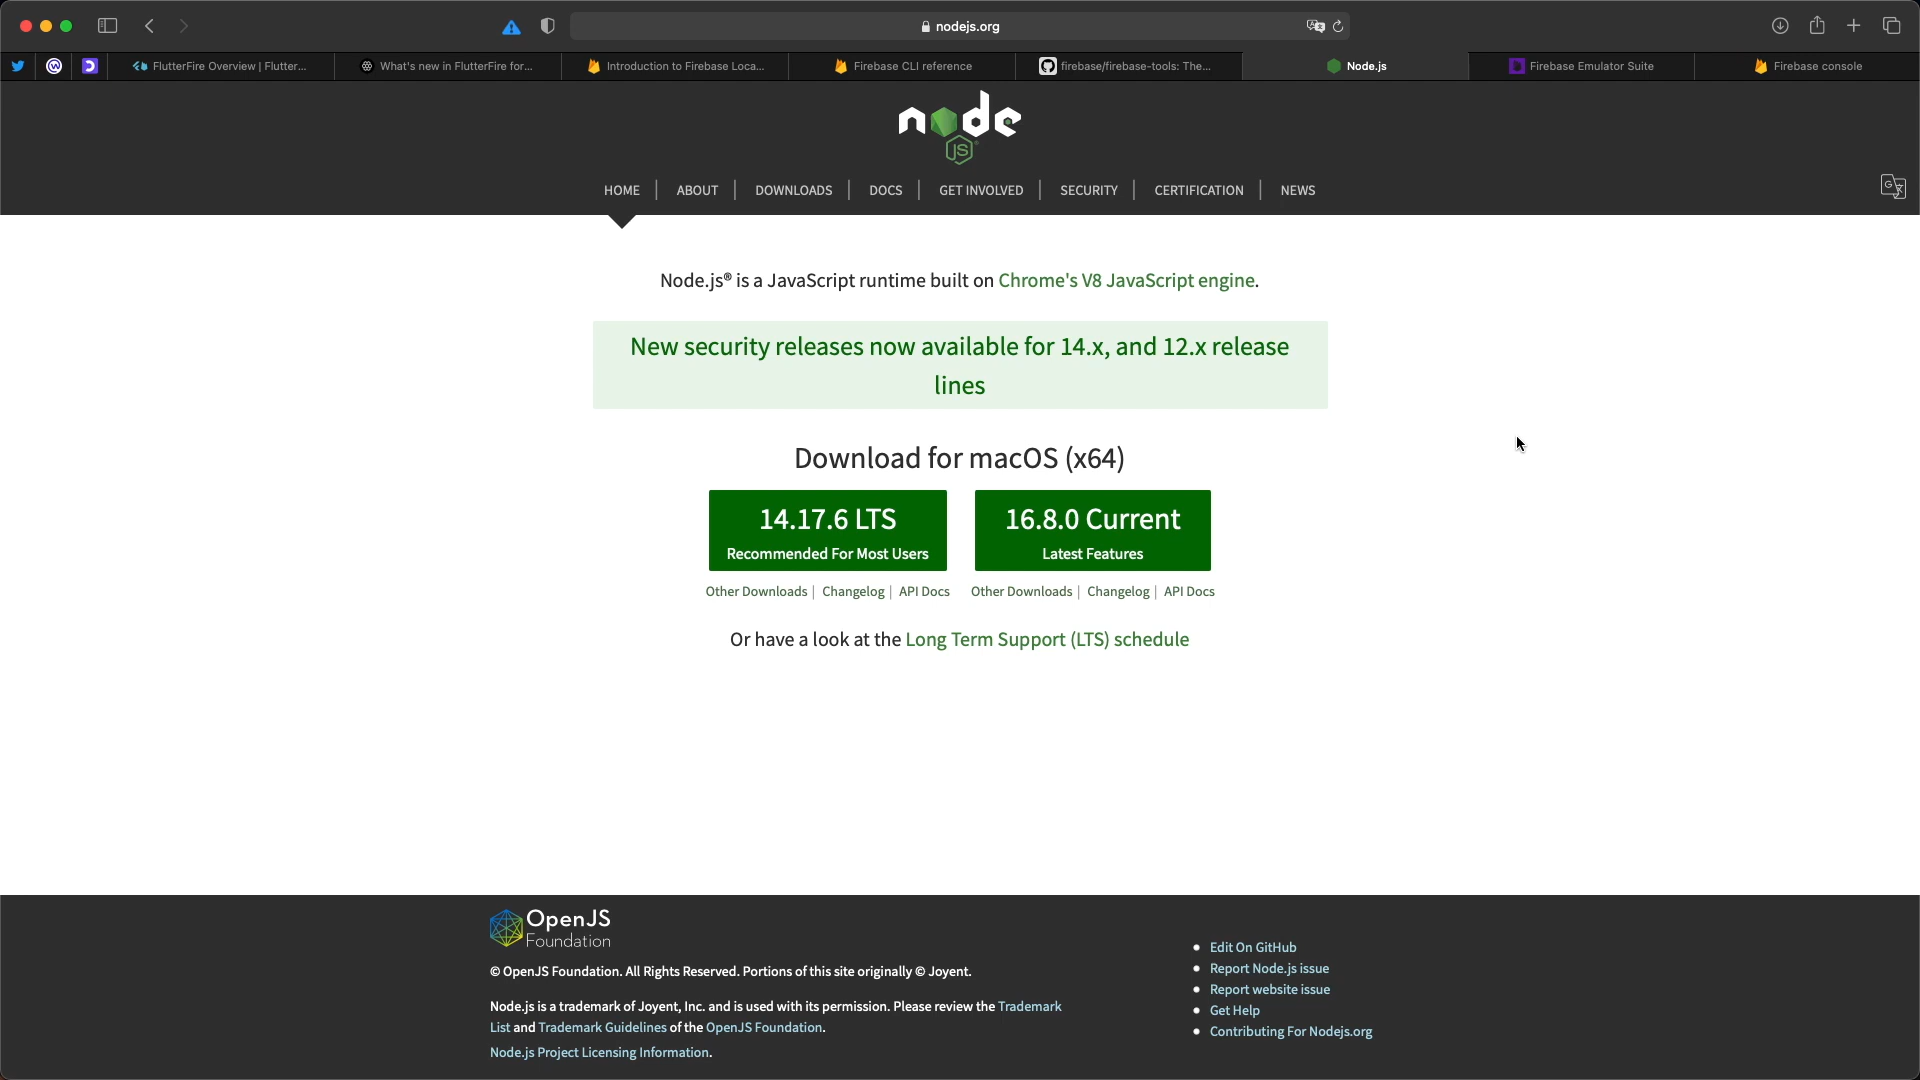 nodejs.org
FlutterFire Overview | Flutter...
What's new in FlutterFire for...
Introduction to Firebase Loca...
Firebase CLI reference
firebase/firebase-tools: The...
Node.js
Firebase Emulator Suite
Firebase console
node
JS
HOME | ABOUT | DOWNLOADS | DOCS | GET INVOLVED | SECURITY | CERTIFICATION | NEWS
Node.js® is a JavaScript runtime built on Chrome's V8 JavaScript engine.
New security releases now available for 14.x, and 12.x release
lines
Download for macOS (x64)
14.17.6 LTS
Recommended For Most Users
16.8.0 Current
Latest Features
Other Downloads | Changelog | API Docs
Other Downloads | Changelog | API Docs
Or have a look at the Long Term Support (LTS) schedule
OpenJS
Foundation
© OpenJS Foundation. All Rights Reserved. Portions of this site originally © Joyent.
Node.js is a trademark of Joyent, Inc. and is used with its permission. Please review the Trademark
List and Trademark Guidelines of the OpenJS Foundation.
Node.js Project Licensing Information.
Edit On GitHub
Report Node.js issue
Report website issue
Get Help
Contributing For Nodejs.org